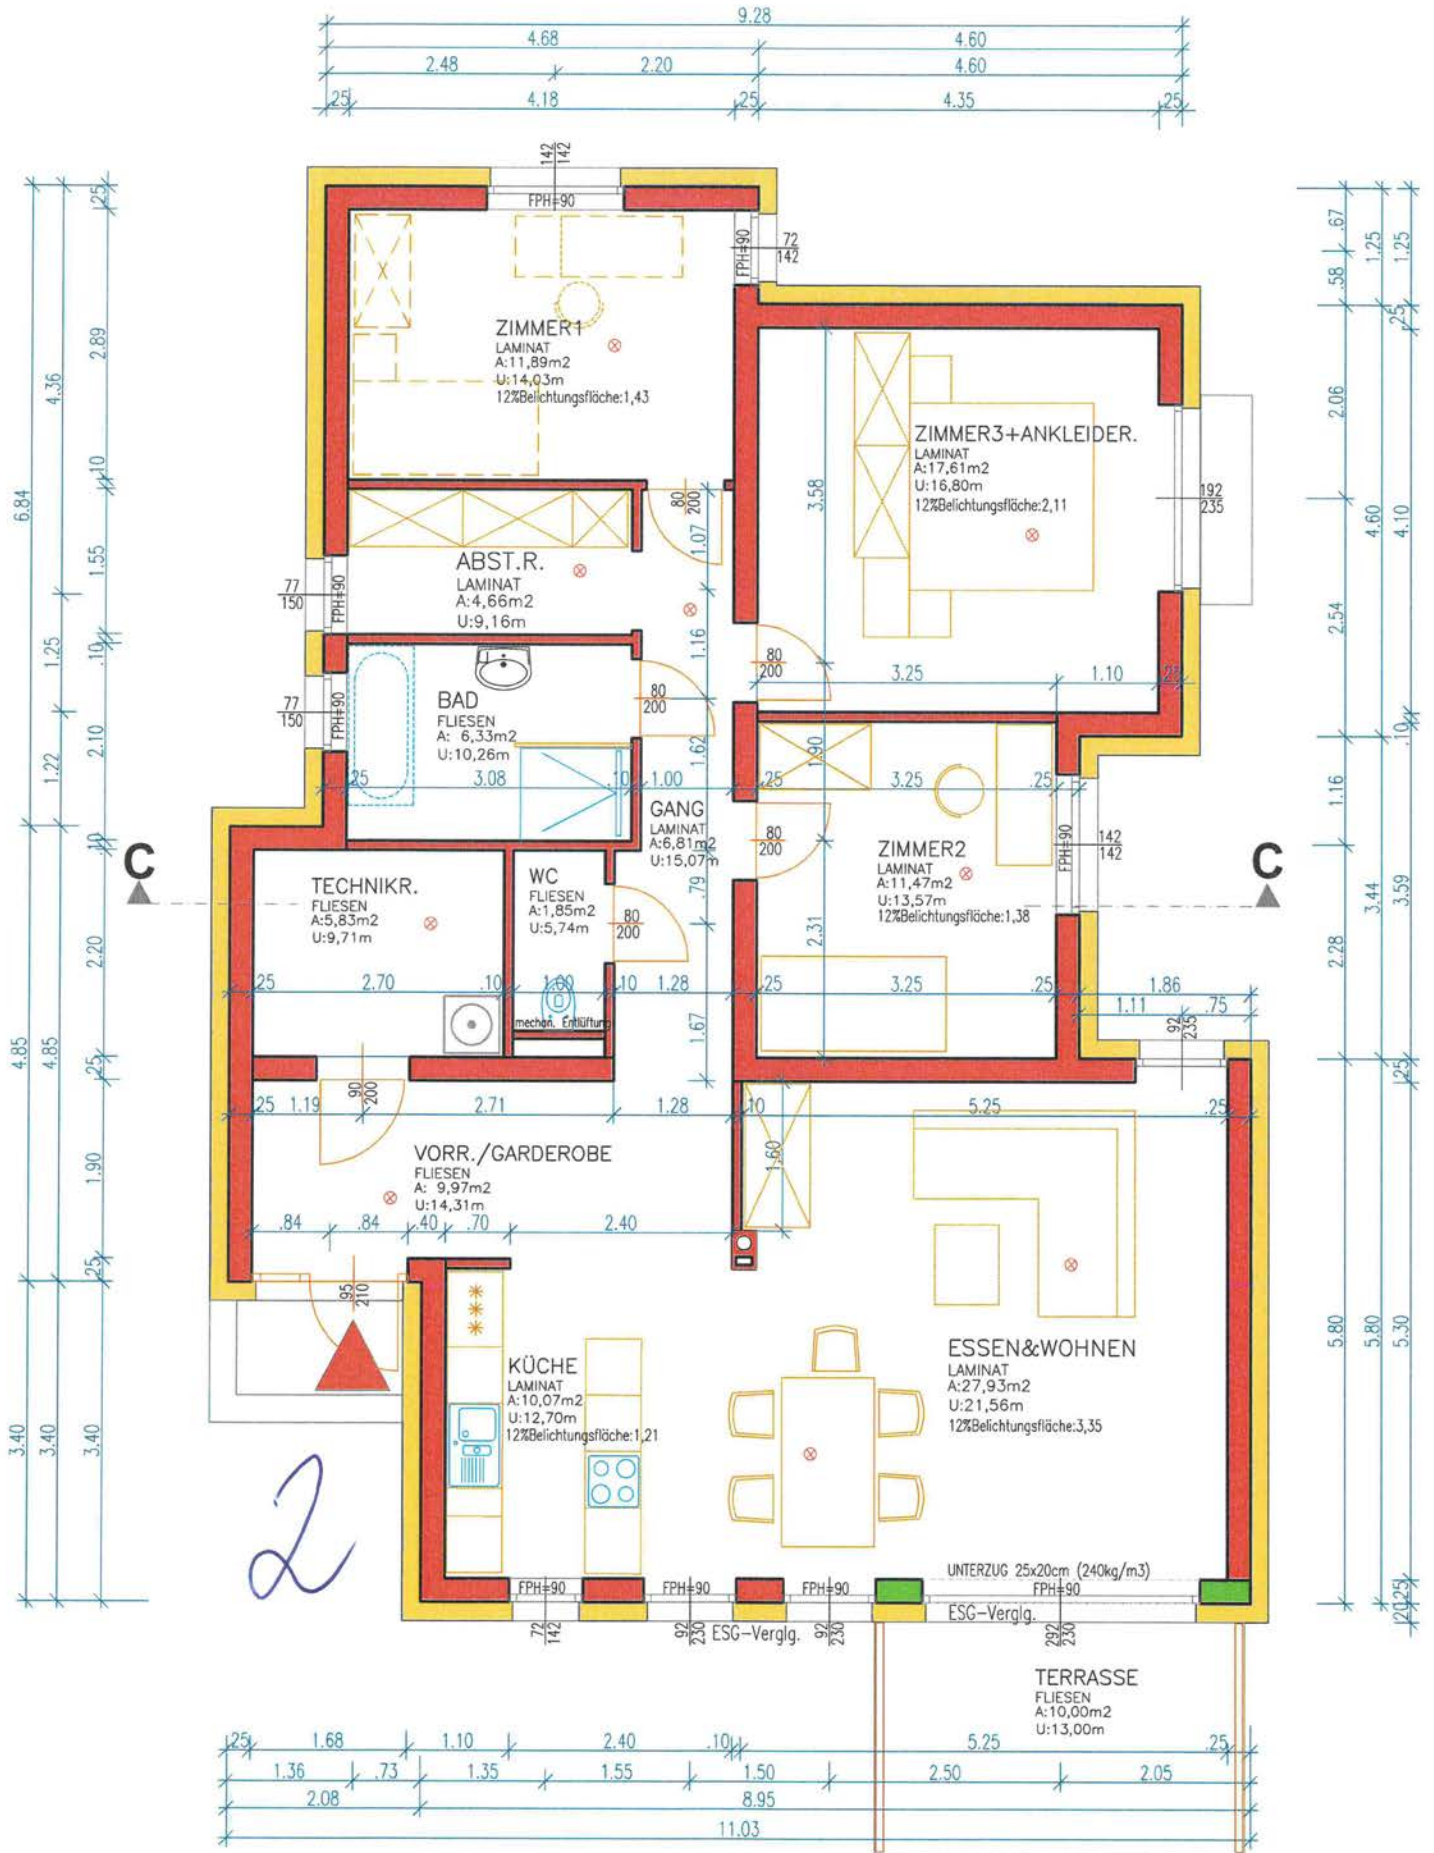 9.28
4.68 4.60
2.48 2.20 4.60
.25 4.18 .25 4.35 .25
142
142
FPH=90
FPH=90
72
142
ZIMMER1
LAMINAT
A:11,89m2
U:14,03m
12%Belichtungsfläche:1,43
ZIMMER3+ANKLEIDER.
LAMINAT
A:17,61m2
U:16,80m
12%Belichtungsfläche:2,11
192
235
3.58
80
200
1.07
ABST.R.
LAMINAT
A:4,66m2
U:9,16m
77
150
FPH=90
1.16
80
200
3.25 1.10 .25
BAD
FLIESEN
A: 6,33m2
U:10,26m
77
150
FPH=90
80
200
1.62
1.90
.25 3.08 .10 1.00 .25 3.25 .25
GANG
LAMINAT
A:6,81m2
U:15,07m
80
200
FPH=90
142
142
ZIMMER2
LAMINAT
A:11,47m2
U:13,57m
12%Belichtungsfläche:1,38
C
C
TECHNIKR.
FLIESEN
A:5,83m2
U:9,71m
WC
FLIESEN
A:1,85m2
U:5,74m
80
200
.79
2.31
.25 2.70 .10 1.00 .10 1.28 .25 3.25 .25 1.86
1.11 .75
mechan. Entlüftung
1.67
92
235
90
200
.25 1.19 2.71 1.28 .10 5.25 .25
1.60
VORR./GARDEROBE
FLIESEN
A: 9,97m2
U:14,31m
.84 .84 .40 .70 2.40
95
210
KÜCHE
LAMINAT
A:10,07m2
U:12,70m
12%Belichtungsfläche:1,21
ESSEN&WOHNEN
LAMINAT
A:27,93m2
U:21,56m
12%Belichtungsfläche:3,35
2
UNTERZUG 25x20cm (240kg/m3)
FPH=90 FPH=90 FPH=90 FPH=90
ESG-Verglg.
ESG-Verglg.
72
142
92
230
92
230
292
230
TERRASSE
FLIESEN
A:10,00m2
U:13,00m
.25 1.68 1.10 2.40 .10 5.25 .25
1.36 .73 1.35 1.55 1.50 2.50 2.05
2.08 8.95
11.03
6.84
4.85
3.40
4.36
1.25
1.22
4.85
3.40
.25
2.89
.10
1.55
.10
2.10
.10
2.20
.25
1.90
.25
3.40
.67
.58
2.06
2.54
1.16
2.28
5.80
1.25
4.60
3.44
5.80
1.25
.25
4.10
.10
3.59
.25
5.30
.25
.20